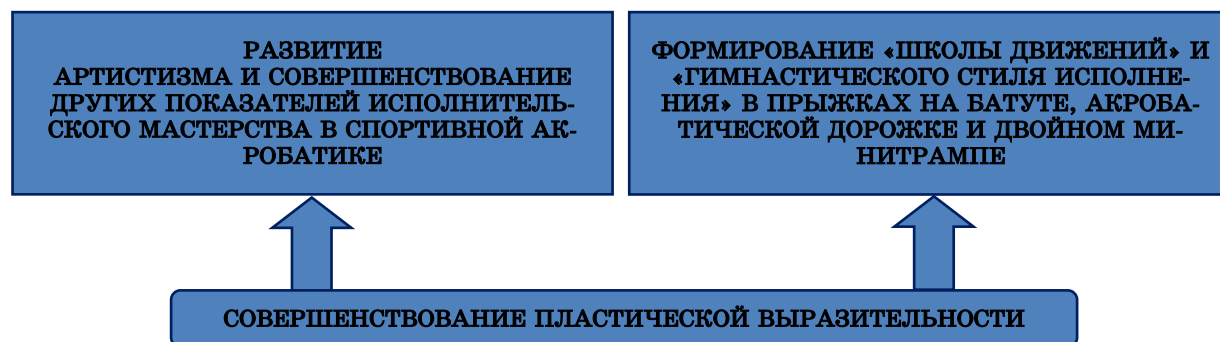 РАЗВИТИЕ
АРТИСТИЗМА И СОВЕРШЕНСТВОВАНИЕ
ДРУГИХ ПОКАЗАТЕЛЕЙ ИСПОЛНИТЕЛЬ-
СКОГО МАСТЕРСТВА В СПОРТИВНОЙ АК-
РОБАТИКЕ
ФОРМИРОВАНИЕ «ШКОЛЫ ДВИЖЕНИЙ» И
«ГИМНАСТИЧЕСКОГО СТИЛЯ ИСПОЛНЕ-
НИЯ» В ПРЫЖКАХ НА БАТУТЕ, АКРОБА-
ТИЧЕСКОЙ ДОРОЖКЕ И ДВОЙНОМ МИ-
НИТРАМПЕ
СОВЕРШЕНСТВОВАНИЕ ПЛАСТИЧЕСКОЙ ВЫРАЗИТЕЛЬНОСТИ